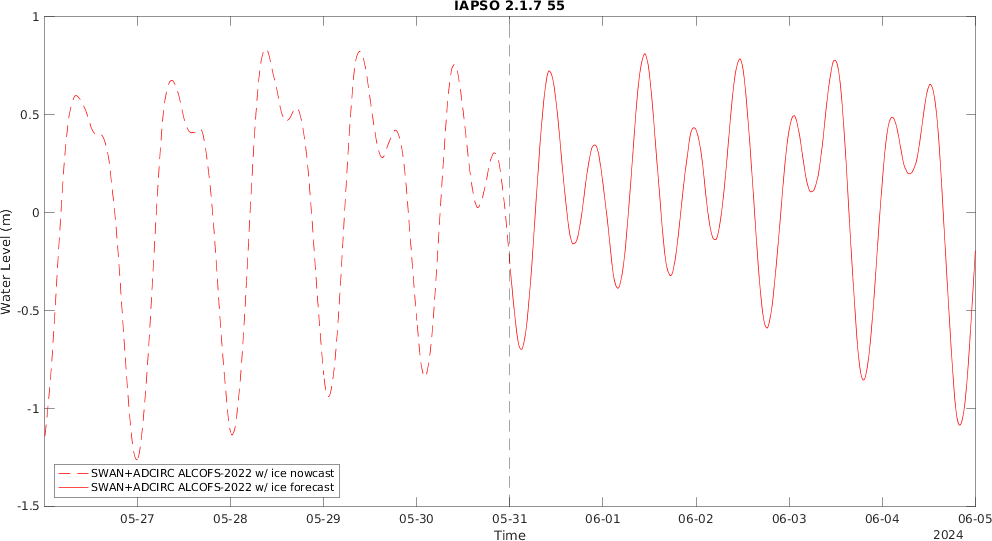 IAPSO 2.1.7 55
Water Level (m)
1
0.5
0
-0.5
-1
-1.5
SWAN+ADCIRC ALCOFS-2022 w/ ice nowcast
SWAN+ADCIRC ALCOFS-2022 w/ ice forecast
05-27 05-28 05-29 05-30 05-31 06-01 06-02 06-03 06-04 06-05
Time
2024